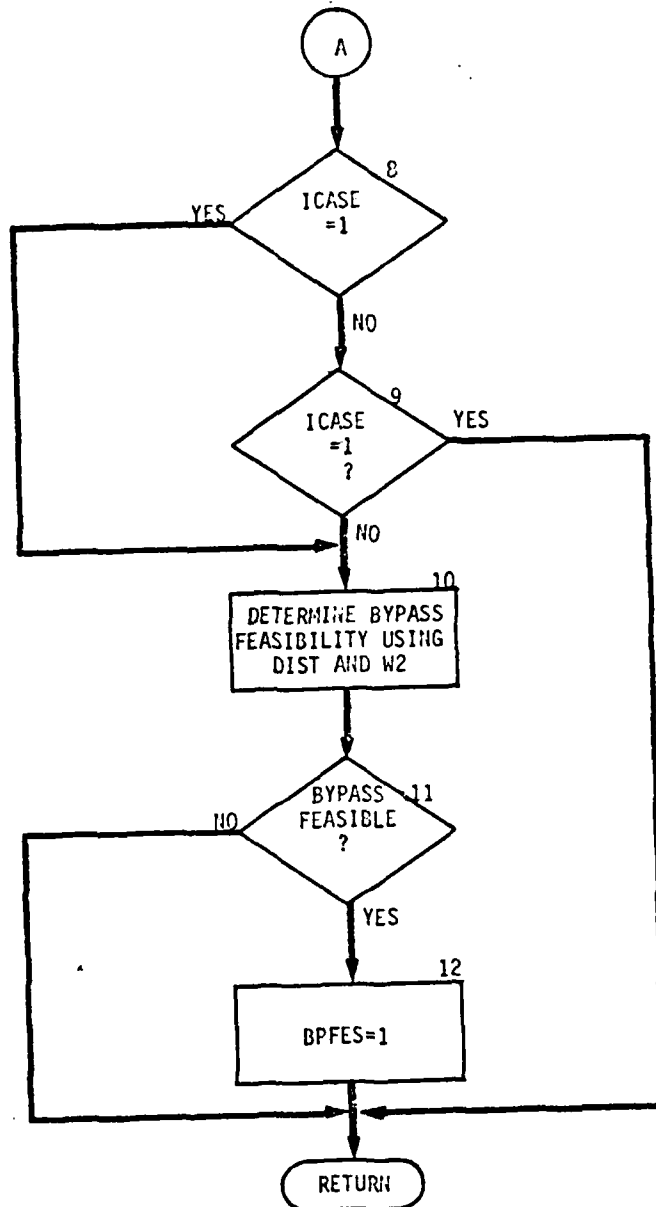 A
8
ICASE
=1
YES
NO
9
ICASE
=1
?
YES
NO
10
DETERMINE BYPASS
FEASIBILITY USING
DIST AND W2
11
BYPASS
FEASIBLE
?
NO
YES
12
BPFES=1
RETURN